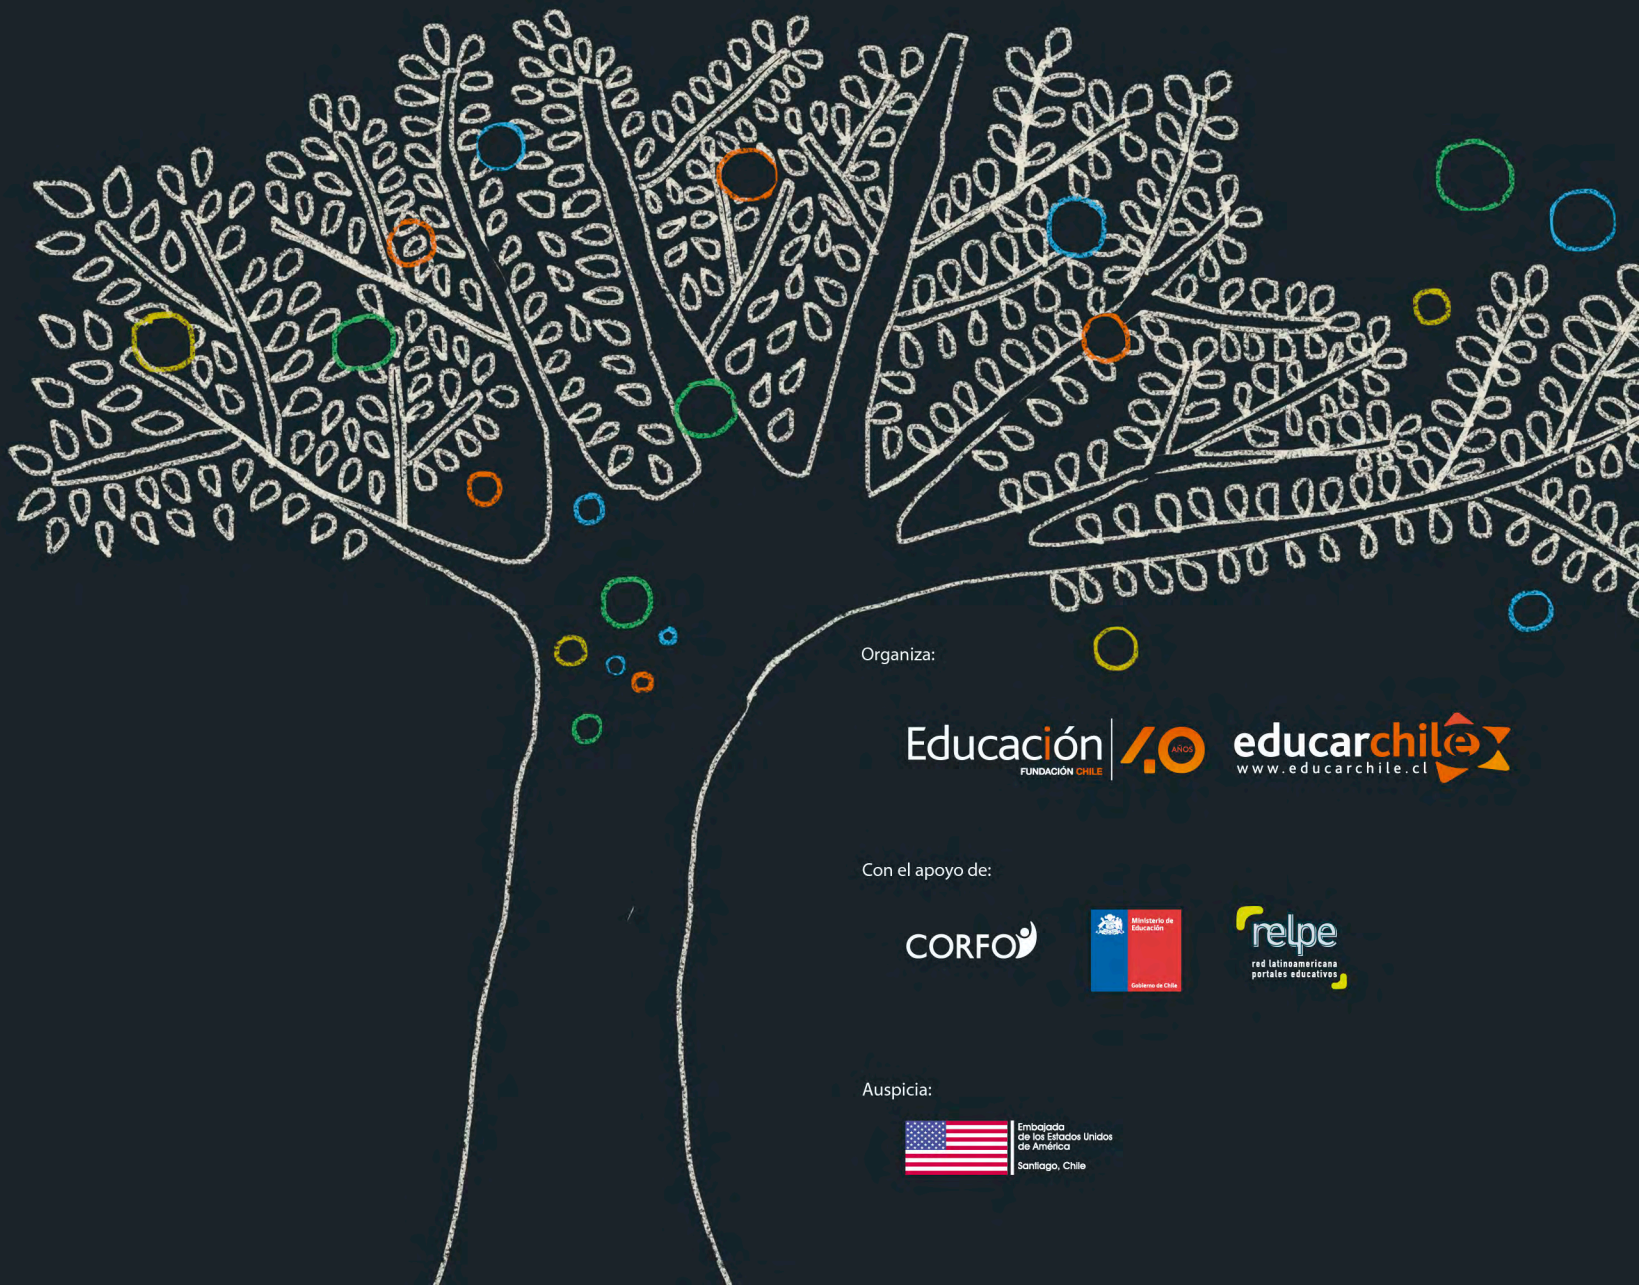 Organiza:
Educación
FUNDACIÓN CHILE
40
AÑOS
educarchile
www.educarchile.cl
Con el apoyo de:
CORFO
Ministerio de
Educación
Gobierno de Chile
relpe
red latinoamericana
portales educativos
Auspicia:
Embajada
de los Estados Unidos
de América
Santiago, Chile